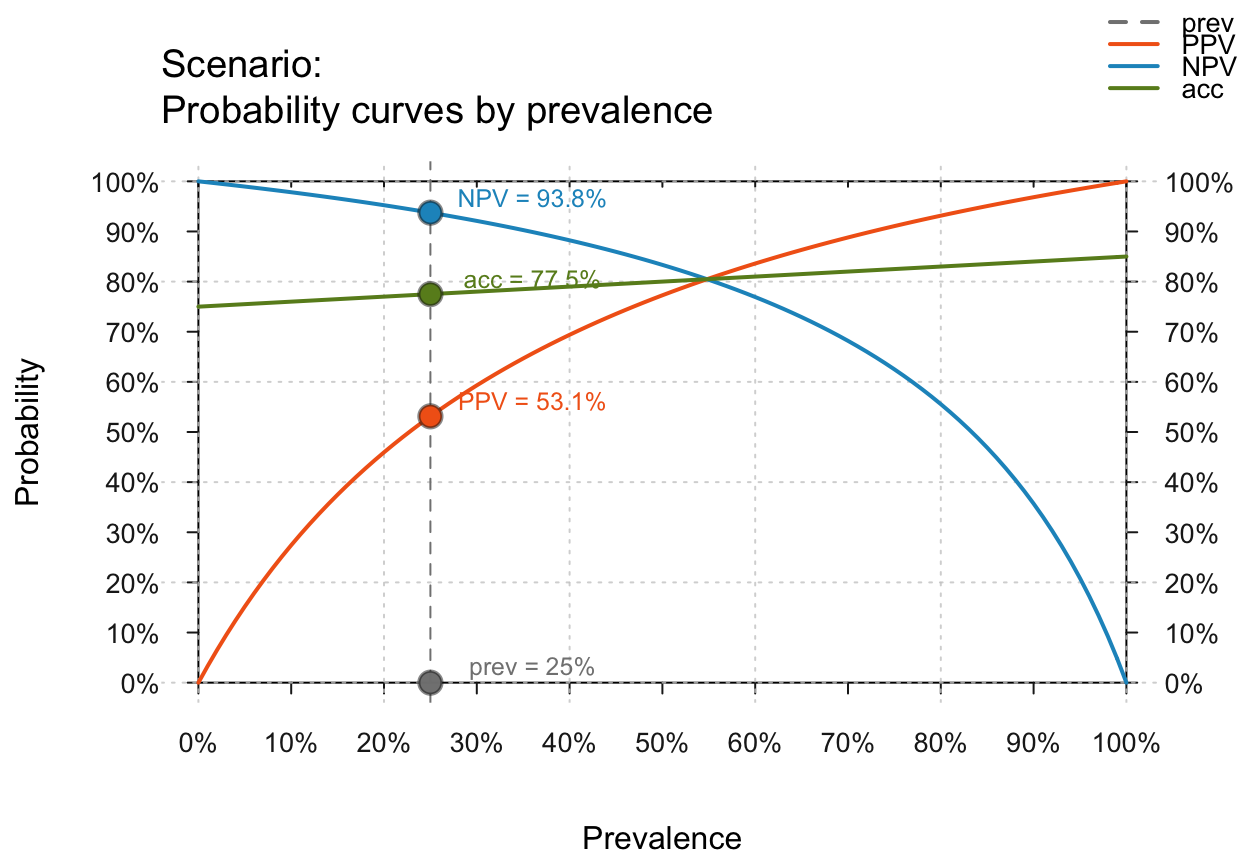 prev
PPV
NPV
acc
Scenario:
Probability curves by prevalence
100%
90%
80%
70%
60%
50%
40%
30%
20%
10%
0%
Probability
NPV = 93.8%
acc = 77.5%
PPV = 53.1%
prev = 25%
100%
90%
80%
70%
60%
50%
40%
30%
20%
10%
0%
0% 10% 20% 30% 40% 50% 60% 70% 80% 90% 100%
Prevalence